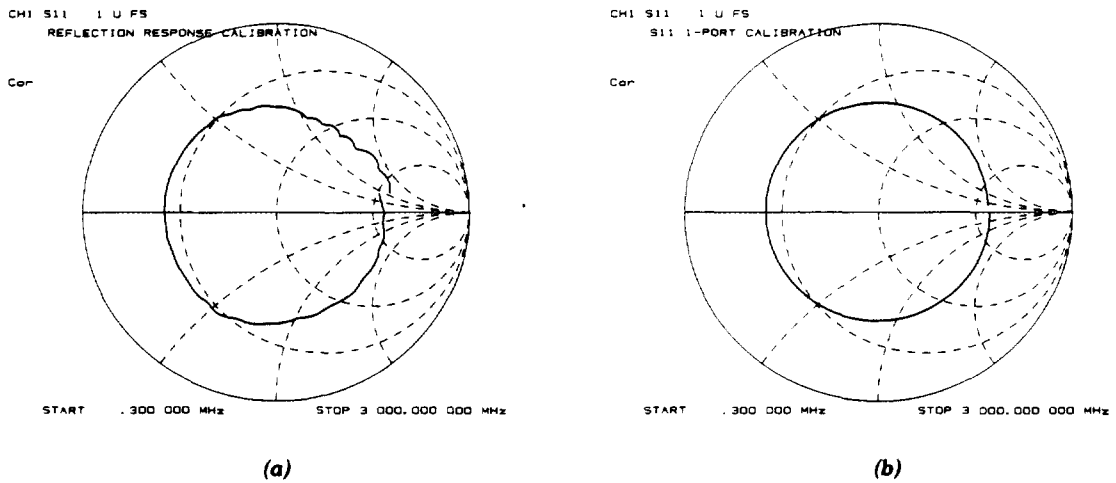 CH1 S11 1 U FS
REFLECTION RESPONSE CALIBRATION
Cor
START .300 000 MHz STOP 3 000.000 000 MHz
(a)
CH1 S11 1 U FS
S11 1-PORT CALIBRATION
Cor
START .300 000 MHz STOP 3 000.000 000 MHz
(b)